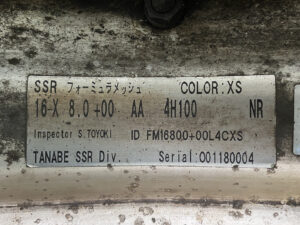 SSR フォーミュラメッシュ COLOR:XS
16-X 8.0+00 AA 4H100 NR
Inspector S.TOYOKI ID FM16800+00L4CXS
TANABE SSR Div. Serial:001180004